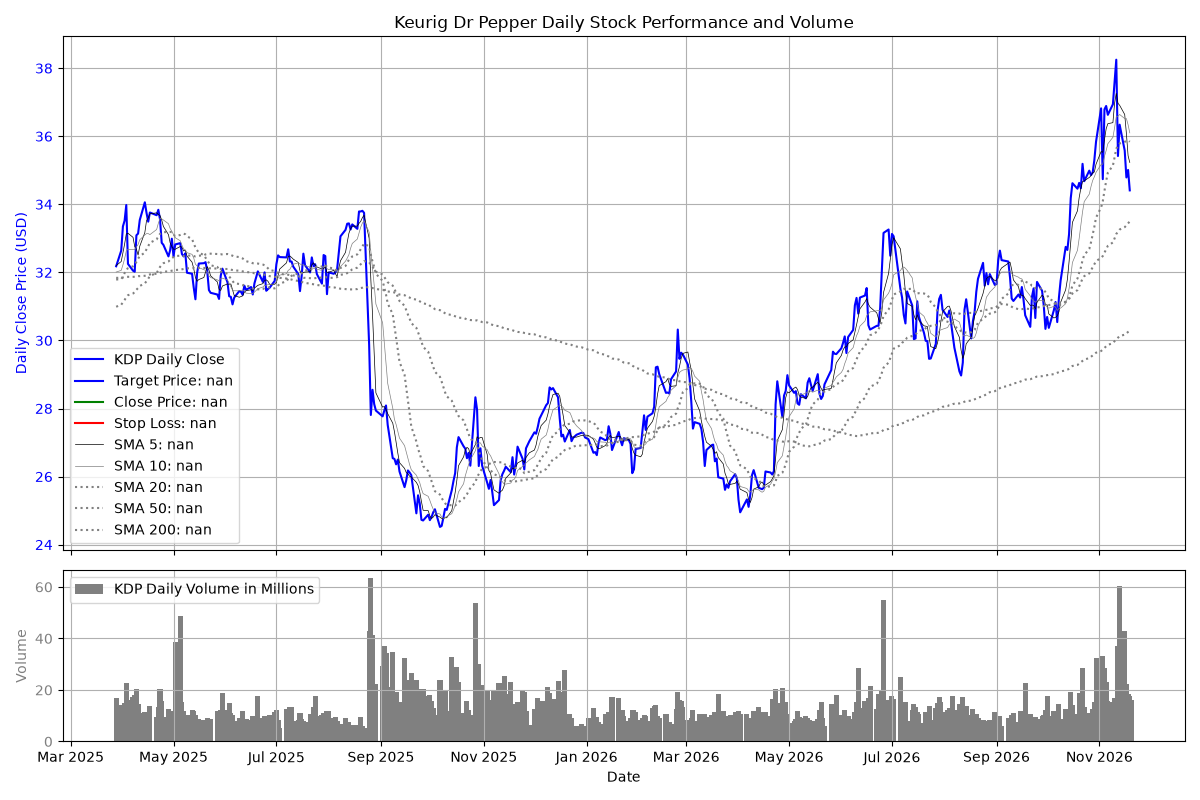 Keurig Dr Pepper Daily Stock Performance and Volume
Daily Close Price (USD)
38
36
34
32
30
28
26
24
KDP Daily Close
Target Price: nan
Close Price: nan
Stop Loss: nan
SMA 5: nan
SMA 10: nan
SMA 20: nan
SMA 50: nan
SMA 200: nan
Volume
60
40
20
0
KDP Daily Volume in Millions
Mar 2025 May 2025 Jul 2025 Sep 2025 Nov 2025 Jan 2026 Mar 2026 May 2026 Jul 2026 Sep 2026 Nov 2026
Date